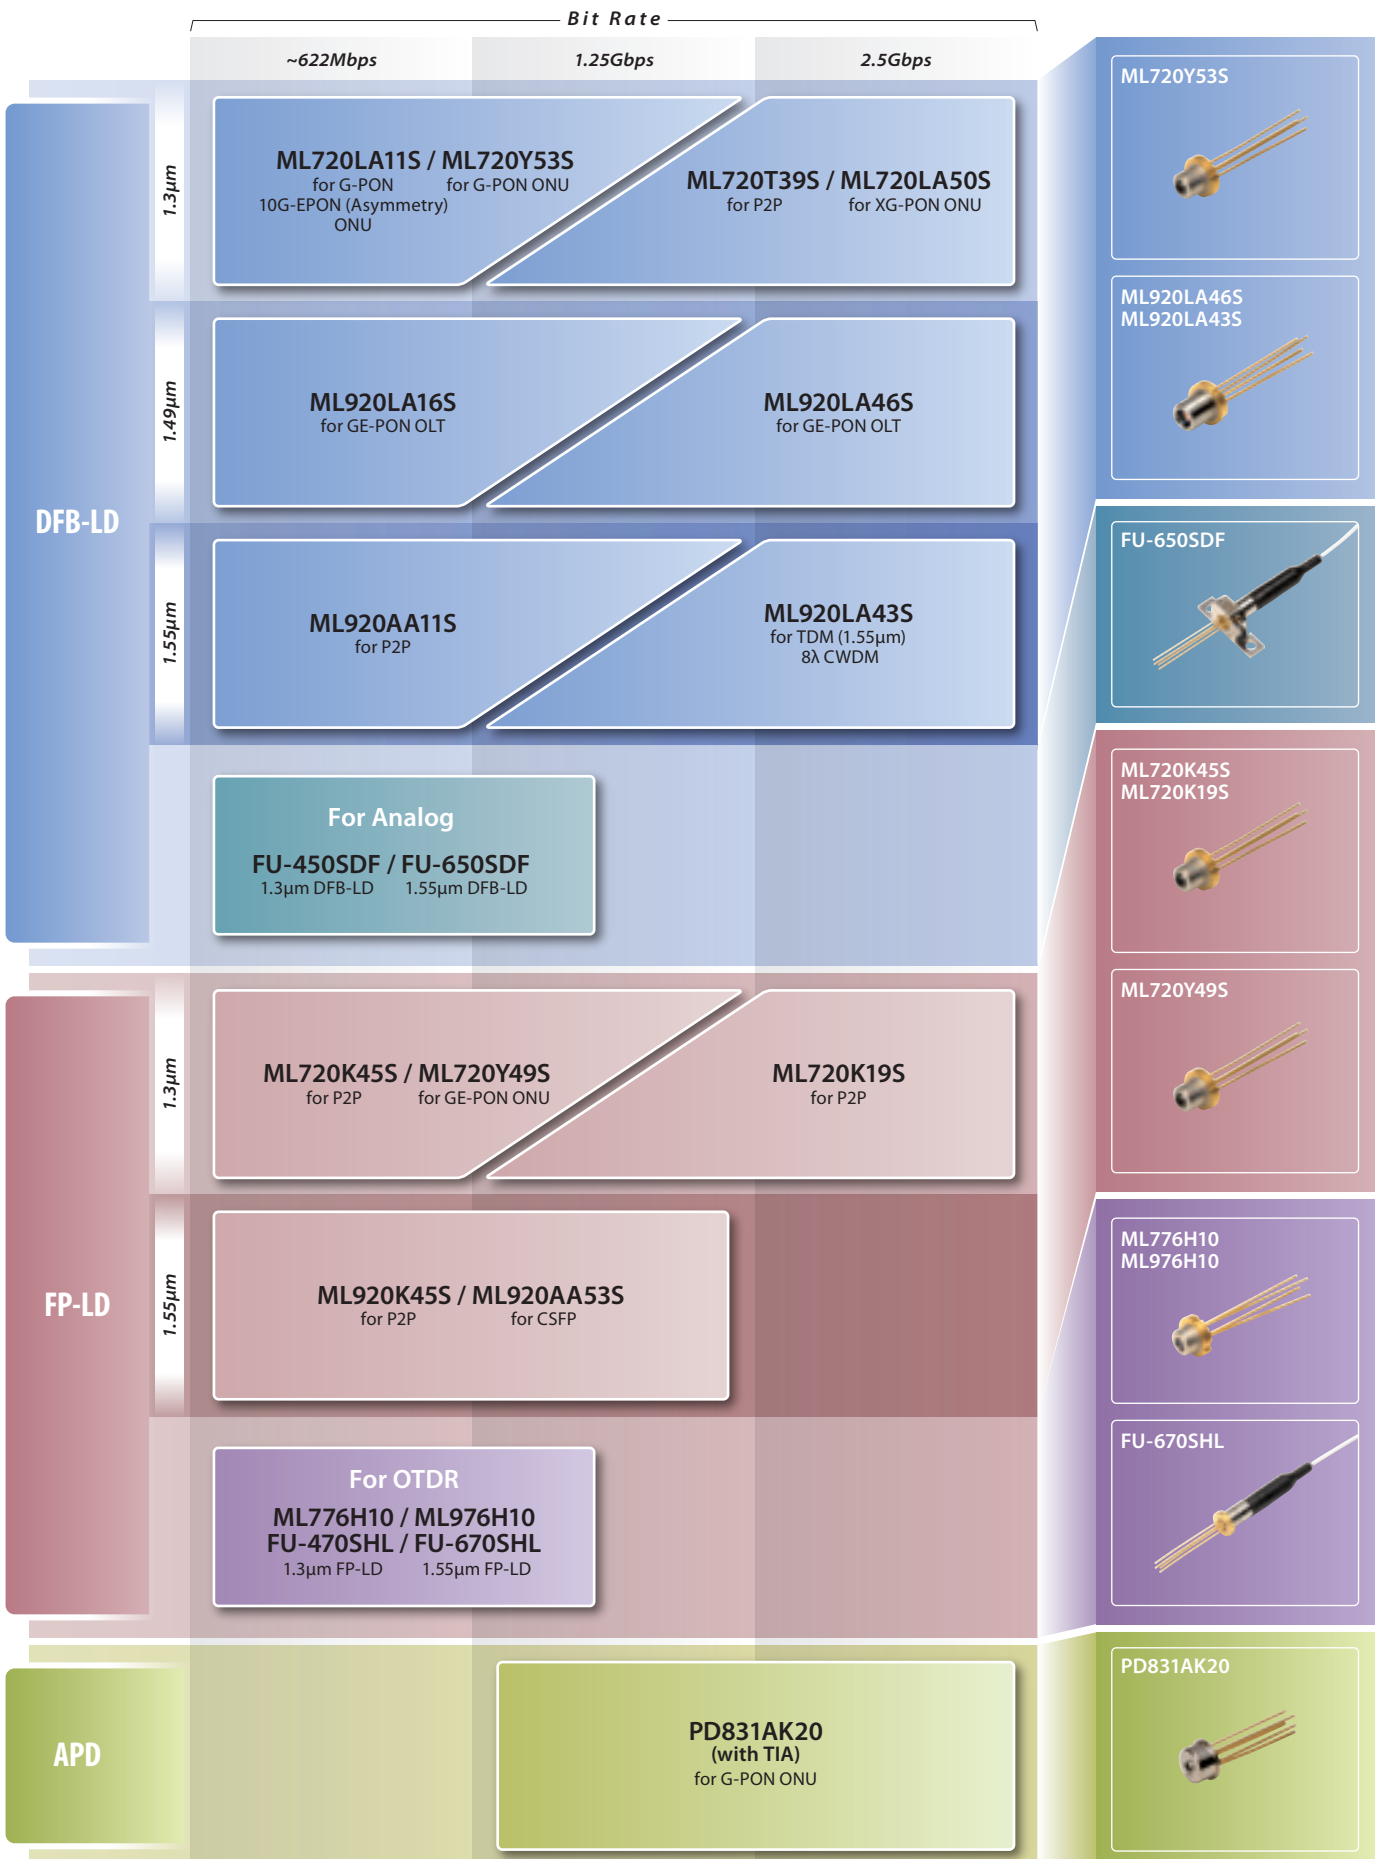 Bit Rate
~622Mbps
1.25Gbps
2.5Gbps
DFB-LD
1.3μm
ML720LA11S / ML720Y53S
for G-PON for G-PON ONU
10G-EPON (Asymmetry)
ONU
ML720T39S / ML720LA50S
for P2P for XG-PON ONU
1.49μm
ML920LA16S
for GE-PON OLT
ML920LA46S
for GE-PON OLT
1.55μm
ML920AA11S
for P2P
ML920LA43S
for TDM (1.55μm)
8λ CWDM
For Analog
FU-450SDF / FU-650SDF
1.3μm DFB-LD 1.55μm DFB-LD
FP-LD
1.3μm
ML720K45S / ML720Y49S
for P2P for GE-PON ONU
ML720K19S
for P2P
1.55μm
ML920K45S / ML920AA53S
for P2P for CSFP
For OTDR
ML776H10 / ML976H10
FU-470SHL / FU-670SHL
1.3μm FP-LD 1.55μm FP-LD
APD
PD831AK20
(with TIA)
for G-PON ONU
ML720Y53S
ML920LA46S
ML920LA43S
FU-650SDF
ML720K45S
ML720K19S
ML720Y49S
ML776H10
ML976H10
FU-670SHL
PD831AK20